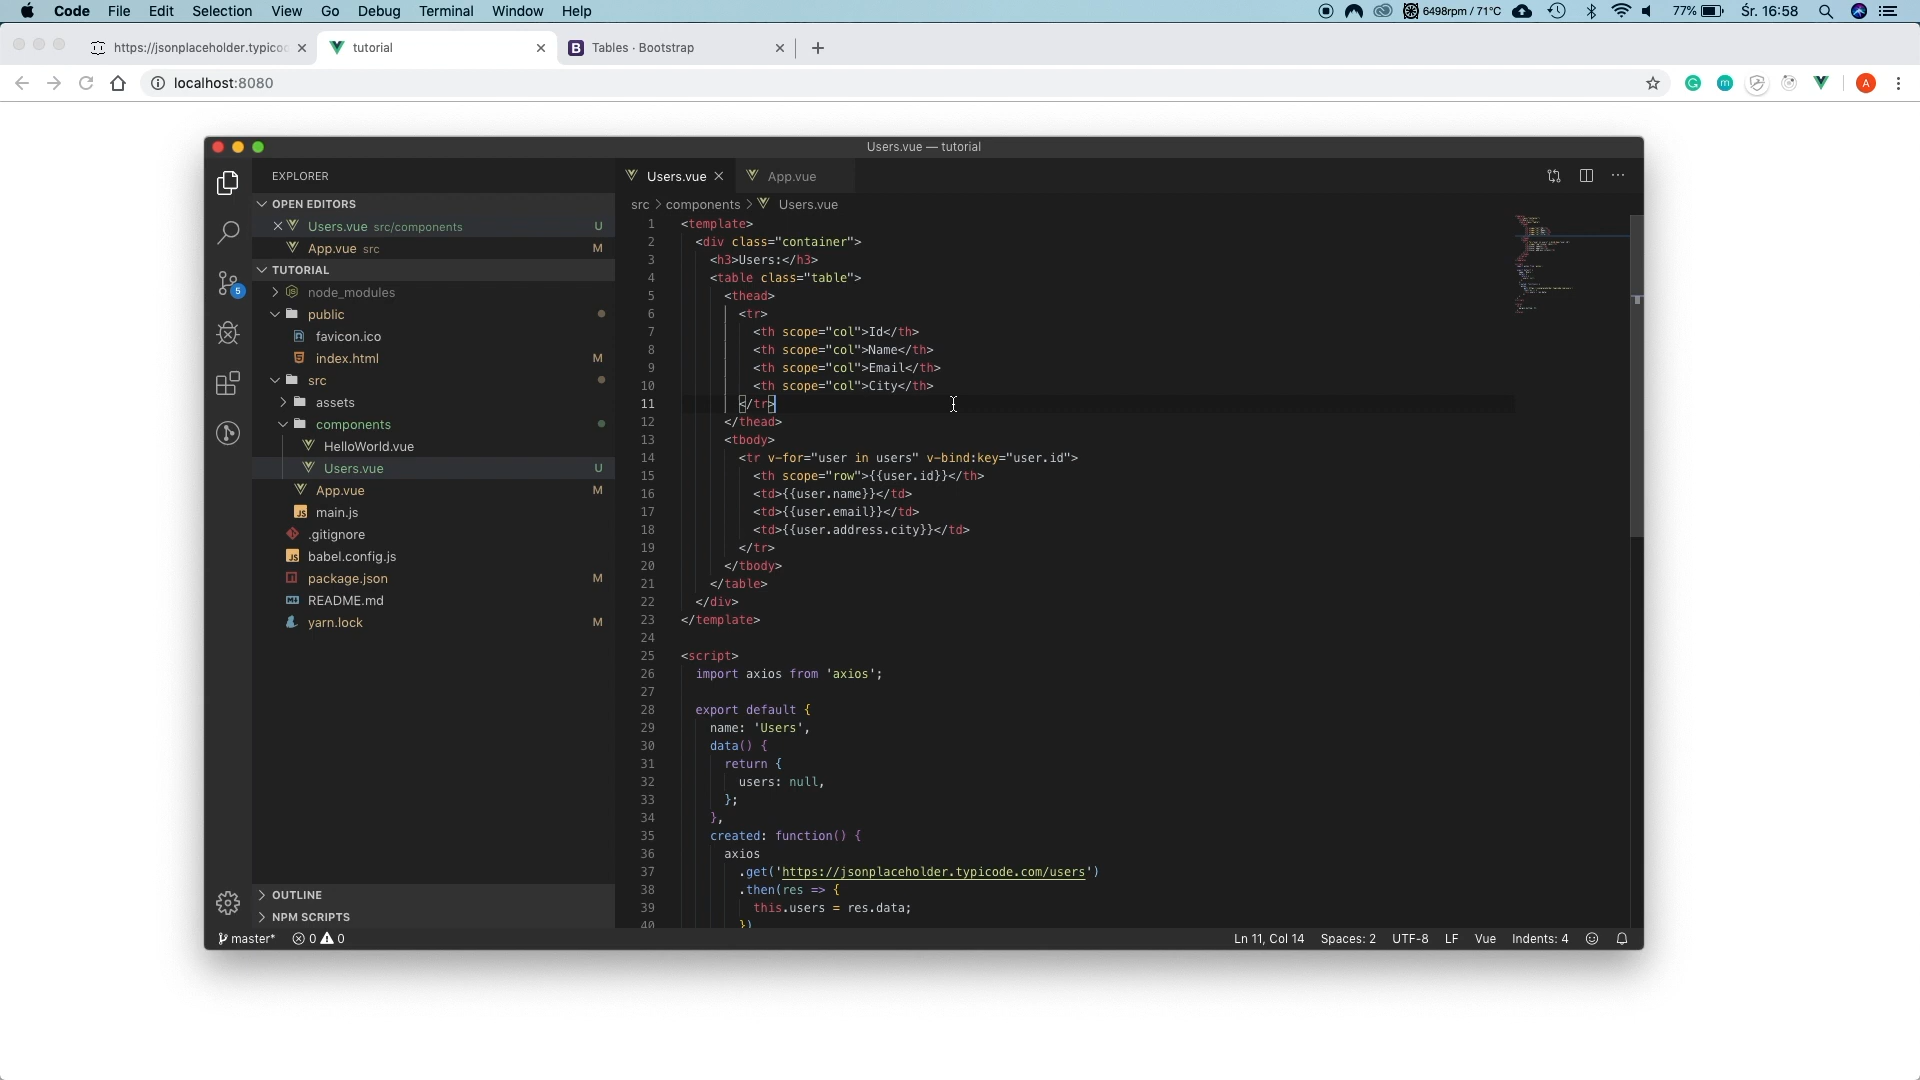 Code File Edit Selection View Go Debug Terminal Window Help
6498rpm / 71°C 77% Śr. 16:58
https://jsonplaceholder.typico
tutorial
B Tables · Bootstrap
localhost:8080
A
Users.vue — tutorial
EXPLORER
OPEN EDITORS
Users.vue src/components U
App.vue src M
TUTORIAL
node_modules
public
favicon.ico
index.html M
src
assets
components
HelloWorld.vue
Users.vue U
App.vue M
JS main.js
.gitignore
JS babel.config.js
package.json M
README.md
yarn.lock M
OUTLINE
NPM SCRIPTS
5
Users.vue App.vue
src > components > Users.vue
1 <template>
2 <div class="container">
3 <h3>Users:</h3>
4 <table class="table">
5 <thead>
6 <tr>
7 <th scope="col">Id</th>
8 <th scope="col">Name</th>
9 <th scope="col">Email</th>
10 <th scope="col">City</th>
11 </tr>
12 </thead>
13 <tbody>
14 <tr v-for="user in users" v-bind:key="user.id">
15 <th scope="row">{{user.id}}</th>
16 <td>{{user.name}}</td>
17 <td>{{user.email}}</td>
18 <td>{{user.address.city}}</td>
19 </tr>
20 </tbody>
21 </table>
22 </div>
23 </template>
24
25 <script>
26 import axios from 'axios';
27
28 export default {
29 name: 'Users',
30 data() {
31 return {
32 users: null,
33 };
34 },
35 created: function() {
36 axios
37 .get('https://jsonplaceholder.typicode.com/users')
38 .then(res => {
39 this.users = res.data;
40 })
master* 0 0
Ln 11, Col 14 Spaces: 2 UTF-8 LF Vue Indents: 4